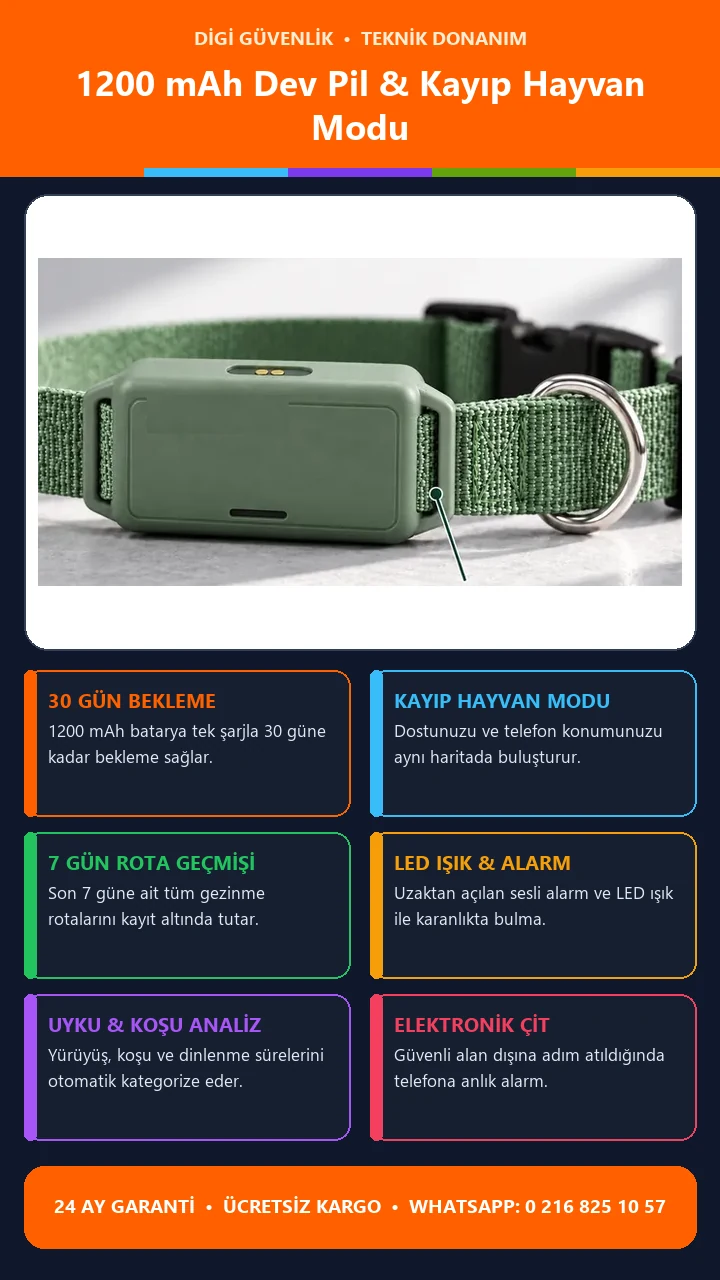 DİGİ GÜVENLİK • TEKNİK DONANIM
1200 mAh Dev Pil & Kayıp Hayvan
Modu
30 GÜN BEKLEME
1200 mAh batarya tek şarjla 30 güne
kadar bekleme sağlar.
KAYIP HAYVAN MODU
Dostunuzu ve telefon konumunuzu
aynı haritada buluşturur.
7 GÜN ROTA GEÇMİŞİ
Son 7 güne ait tüm gezinme
rotalarını kayıt altında tutar.
LED IŞIK & ALARM
Uzaktan açılan sesli alarm ve LED ışık
ile karanlıkta bulma.
UYKU & KOŞU ANALİZ
Yürüyüş, koşu ve dinlenme sürelerini
otomatik kategorize eder.
ELEKTRONİK ÇİT
Güvenli alan dışına adım atıldığında
telefona anlık alarm.
24 AY GARANTİ • ÜCRETSİZ KARGO • WHATSAPP: 0 216 825 10 57